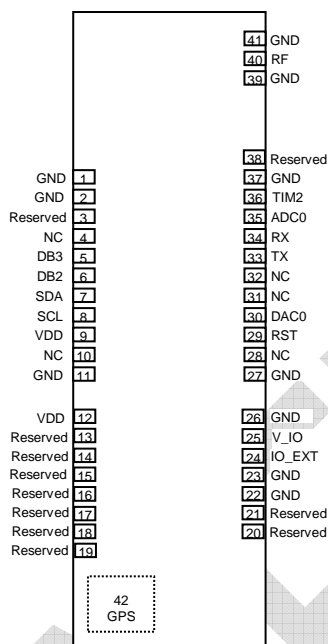 41 GND
40 RF
39 GND
38 Reserved
GND 1 37 GND
GND 2 36 TIM2
Reserved 3 35 ADC0
NC 4 34 RX
DB3 5 33 TX
DB2 6 32 NC
SDA 7 31 NC
SCL 8 30 DAC0
VDD 9 29 RST
NC 10 28 NC
GND 11 27 GND
VDD 12 26 GND
Reserved 13 25 V_IO
Reserved 14 24 IO_EXT
Reserved 15 23 GND
Reserved 16 22 GND
Reserved 17 21 Reserved
Reserved 18 20 Reserved
Reserved 19
42
GPS